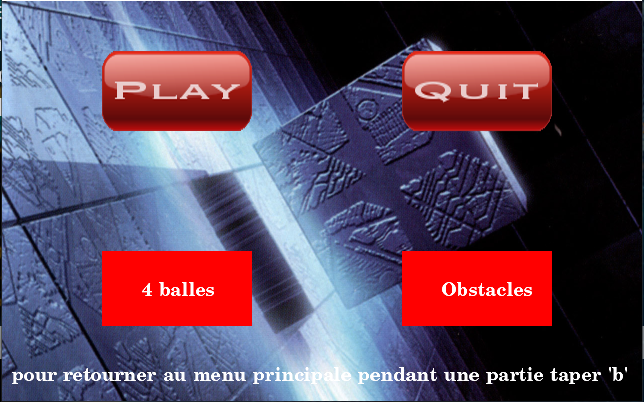 PLAY
QUIT
4 balles
Obstacles
pour retourner au menu principale pendant une partie taper 'b'